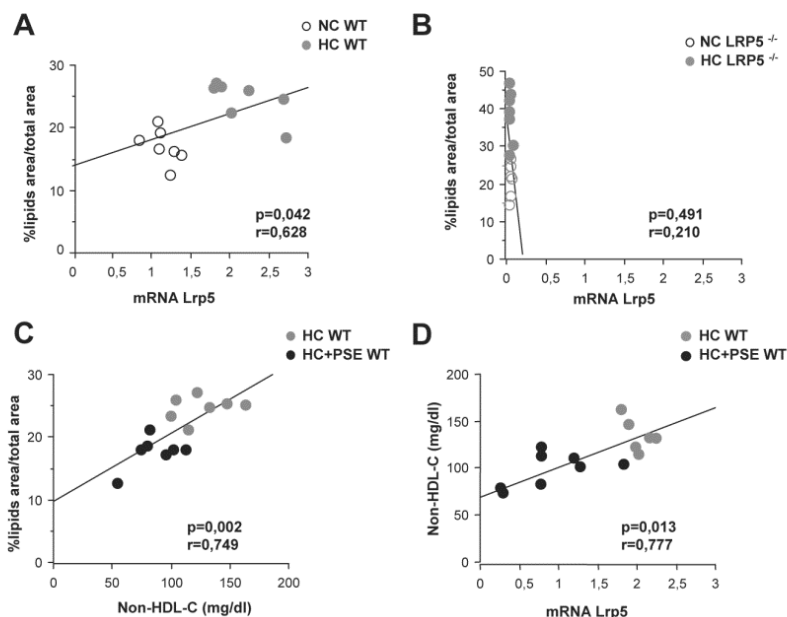 A
NC WT
HC WT
%lipids area/total area
30
20
10
0
0 0,5 1 1,5 2 2,5 3
mRNA Lrp5
p=0,042
r=0,628
B
NC LRP5 -/-
HC LRP5 -/-
%lipids area/total area
50
40
30
20
10
0
0 0,5 1 1,5 2 2,5 3
mRNA Lrp5
p=0,491
r=0,210
C
HC WT
HC+PSE WT
%lipids area/total area
30
20
10
0
0 50 100 150 200
Non-HDL-C (mg/dl)
p=0,002
r=0,749
D
HC WT
HC+PSE WT
Non-HDL-C (mg/dl)
200
150
100
50
0
0 0,5 1 1,5 2 2,5 3
mRNA Lrp5
p=0,013
r=0,777